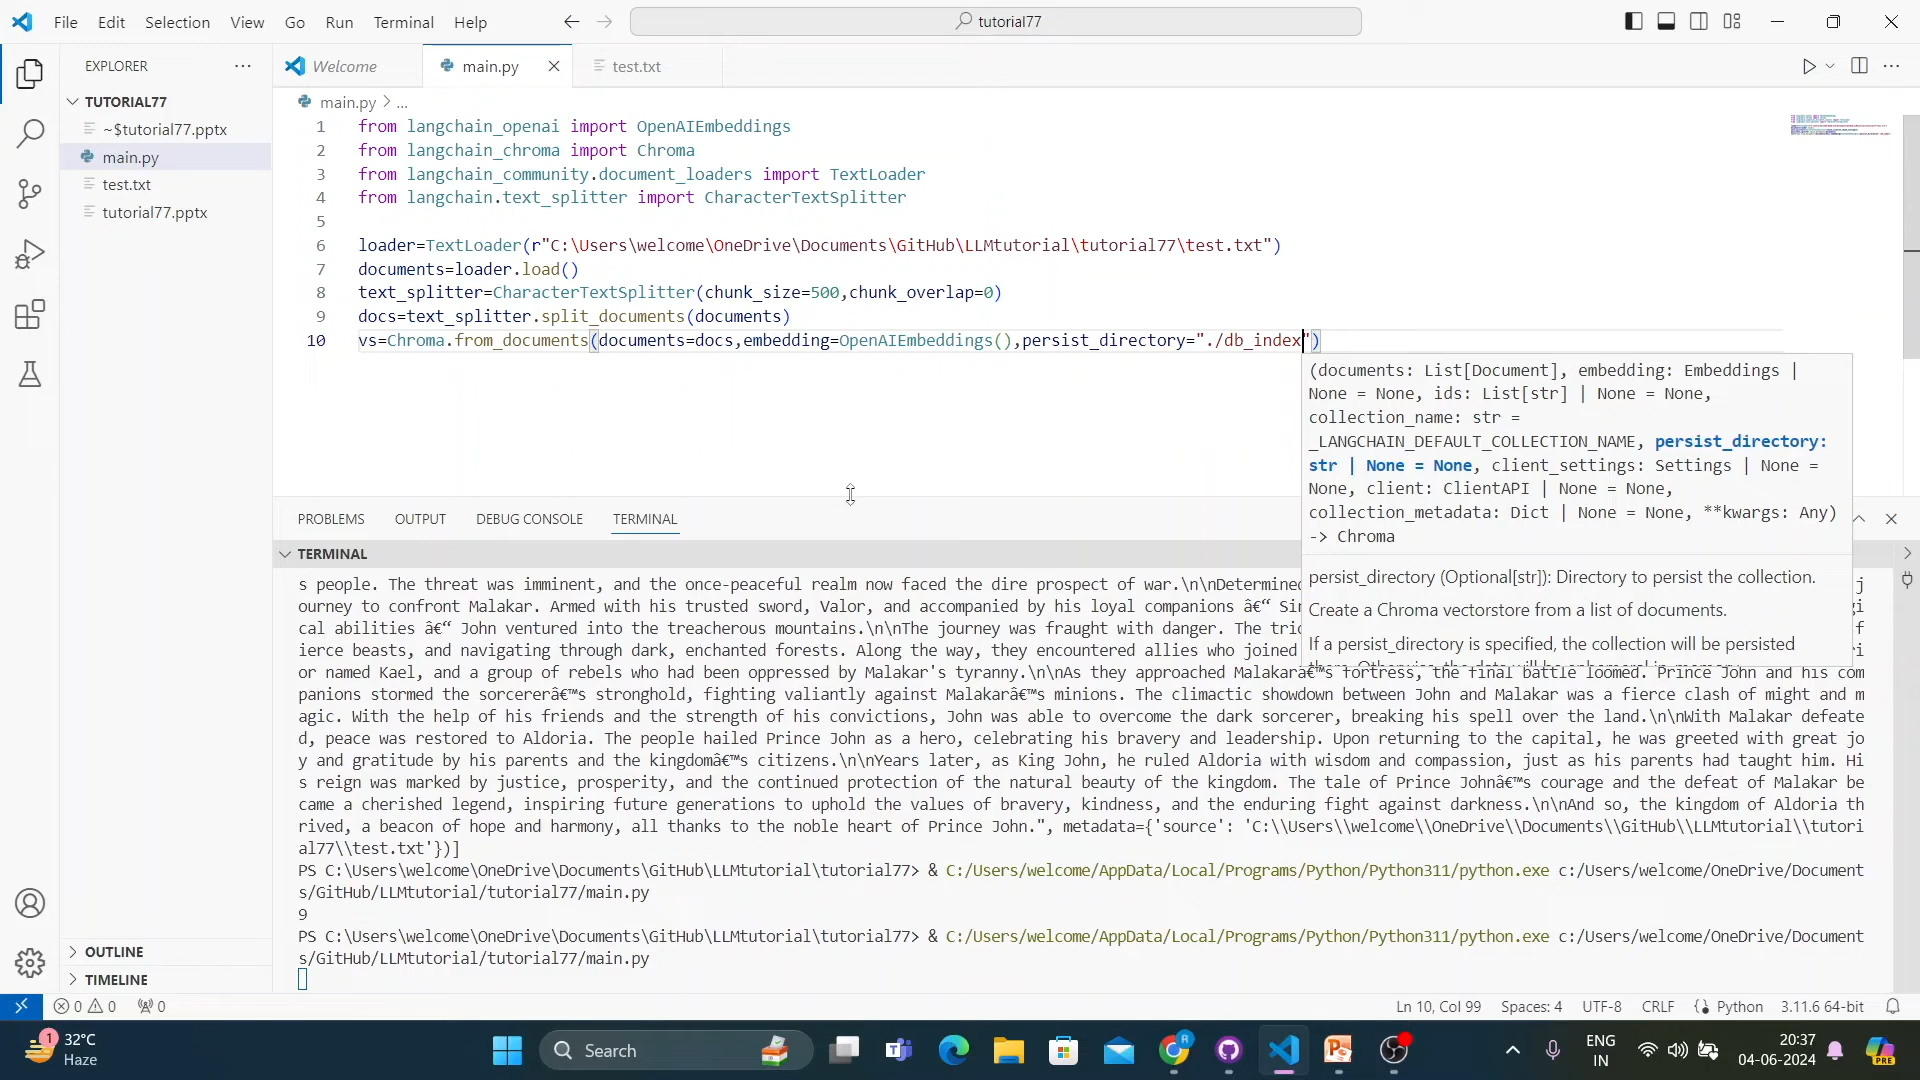 File Edit Selection View Go Run Terminal Help
tutorial77
EXPLORER
TUTORIAL77
~$tutorial77.pptx
main.py
test.txt
tutorial77.pptx
OUTLINE
TIMELINE
Welcome main.py test.txt
main.py > ...
1 from langchain_openai import OpenAIEmbeddings
2 from langchain_chroma import Chroma
3 from langchain_community.document_loaders import TextLoader
4 from langchain.text_splitter import CharacterTextSplitter
5
6 loader=TextLoader(r"C:\Users\welcome\OneDrive\Documents\GitHub\LLMtutorial\tutorial77\test.txt")
7 documents=loader.load()
8 text_splitter=CharacterTextSplitter(chunk_size=500,chunk_overlap=0)
9 docs=text_splitter.split_documents(documents)
10 vs=Chroma.from_documents(documents=docs,embedding=OpenAIEmbeddings(),persist_directory="./db_index")
(documents: List[Document], embedding: Embeddings |
None = None, ids: List[str] | None = None,
collection_name: str =
_LANGCHAIN_DEFAULT_COLLECTION_NAME, persist_directory:
str | None = None, client_settings: Settings | None =
None, client: ClientAPI | None = None,
collection_metadata: Dict | None = None, **kwargs: Any)
-> Chroma
persist_directory (Optional[str]): Directory to persist the collection.
Create a Chroma vectorstore from a list of documents.
If a persist_directory is specified, the collection will be persisted
PROBLEMS OUTPUT DEBUG CONSOLE TERMINAL
TERMINAL
s people. The threat was imminent, and the once-peaceful realm now faced the dire prospect of war.\n\nDetermined j
ourney to confront Malakar. Armed with his trusted sword, Valor, and accompanied by his loyal companions â€“ Sir gi
cal abilities â€“ John ventured into the treacherous mountains.\n\nThe journey was fraught with danger. The trio f
ierce beasts, and navigating through dark, enchanted forests. Along the way, they encountered allies who joined ri
or named Kael, and a group of rebels who had been oppressed by Malakar's tyranny.\n\nAs they approached Malakarâ€™s fortress, the final battle loomed. Prince John and his com
panions stormed the sorcererâ€™s stronghold, fighting valiantly against Malakarâ€™s minions. The climactic showdown between John and Malakar was a fierce clash of might and m
agic. With the help of his friends and the strength of his convictions, John was able to overcome the dark sorcerer, breaking his spell over the land.\n\nWith Malakar defeate
d, peace was restored to Aldoria. The people hailed Prince John as a hero, celebrating his bravery and leadership. Upon returning to the capital, he was greeted with great jo
y and gratitude by his parents and the kingdomâ€™s citizens.\n\nYears later, as King John, he ruled Aldoria with wisdom and compassion, just as his parents had taught him. Hi
s reign was marked by justice, prosperity, and the continued protection of the natural beauty of the kingdom. The tale of Prince Johnâ€™s courage and the defeat of Malakar be
came a cherished legend, inspiring future generations to uphold the values of bravery, kindness, and the enduring fight against darkness.\n\nAnd so, the kingdom of Aldoria th
rived, a beacon of hope and harmony, all thanks to the noble heart of Prince John.", metadata={'source': 'C:\\Users\\welcome\\OneDrive\\Documents\\GitHub\\LLMtutorial\\tutori
al77\\test.txt'})]
PS C:\Users\welcome\OneDrive\Documents\GitHub\LLMtutorial\tutorial77> & C:/Users/welcome/AppData/Local/Programs/Python/Python311/python.exe c:/Users/welcome/OneDrive/Document
s/GitHub/LLMtutorial/tutorial77/main.py
9
PS C:\Users\welcome\OneDrive\Documents\GitHub\LLMtutorial\tutorial77> & C:/Users/welcome/AppData/Local/Programs/Python/Python311/python.exe c:/Users/welcome/OneDrive/Document
s/GitHub/LLMtutorial/tutorial77/main.py
0 0 0 Ln 10, Col 99 Spaces: 4 UTF-8 CRLF Python 3.11.6 64-bit
1 32°C
Haze
Search
ENG
IN
20:37
04-06-2024
PRE